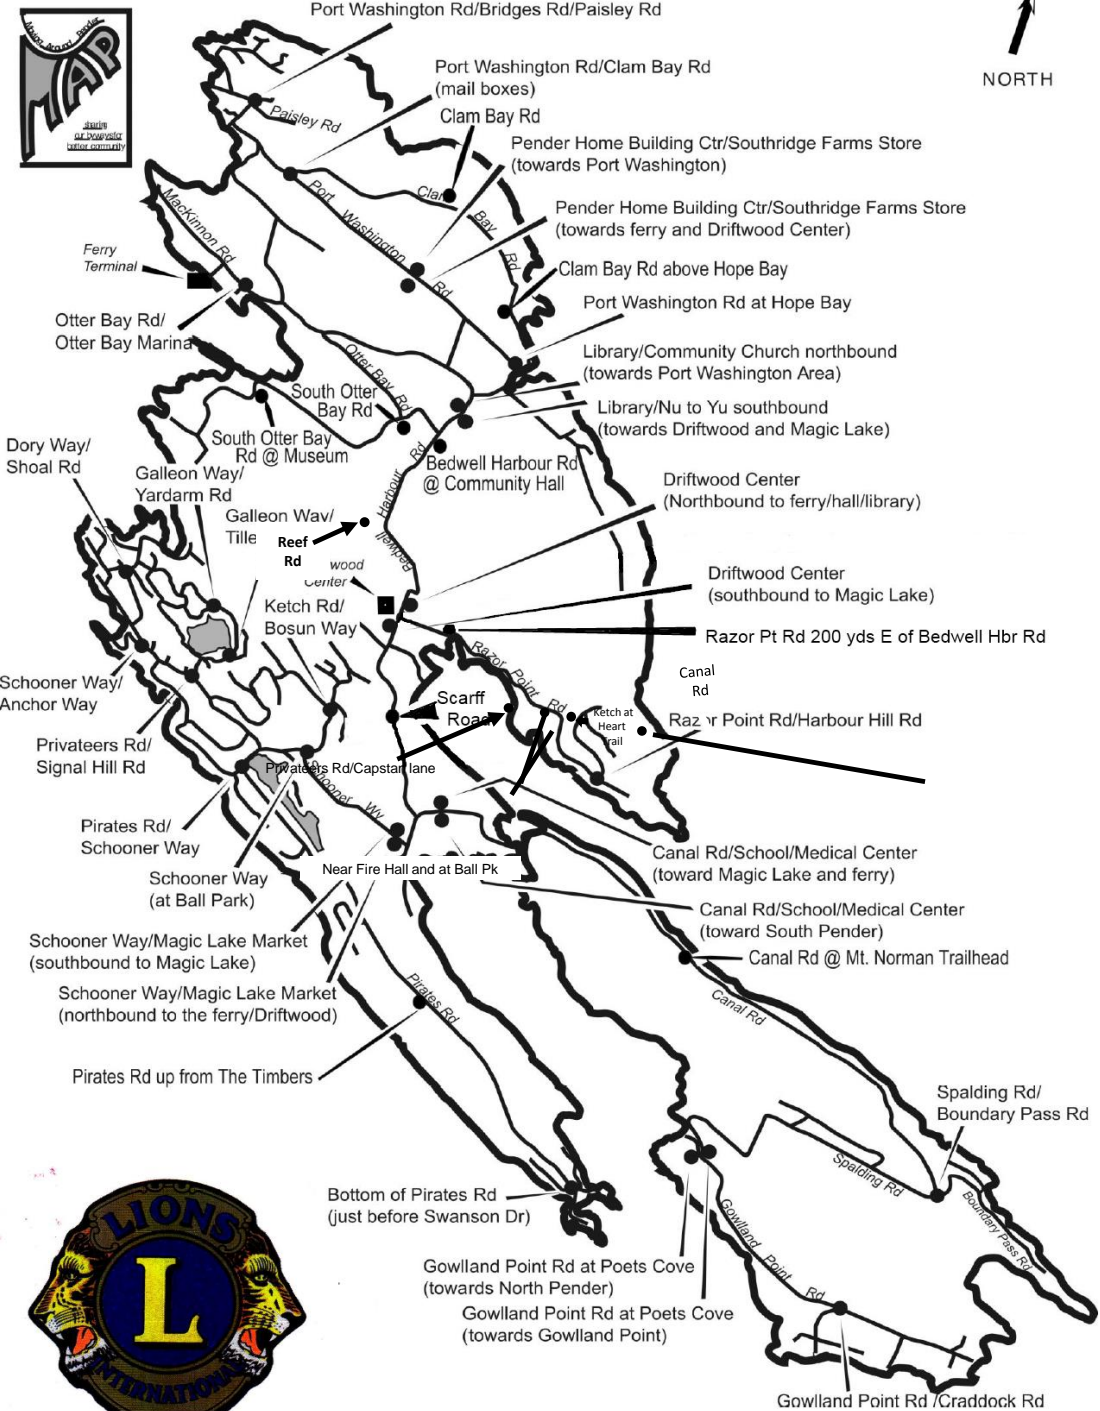 Port Washington Rd/Bridges Rd/Paisley Rd
Moving Around Pender
MAP
sharing
our byways for
better community
NORTH
Port Washington Rd/Clam Bay Rd
(mail boxes)
Clam Bay Rd
Paisley Rd
Pender Home Building Ctr/Southridge Farms Store
(towards Port Washington)
Port Washington Rd
Clam Bay Rd
MacKinnon Rd
Pender Home Building Ctr/Southridge Farms Store
(towards ferry and Driftwood Center)
Ferry
Terminal
Clam Bay Rd above Hope Bay
Port Washington Rd at Hope Bay
Otter Bay Rd/
Otter Bay Marina
Otter Bay Rd
Library/Community Church northbound
(towards Port Washington Area)
South Otter
Bay Rd
Library/Nu to Yu southbound
(towards Driftwood and Magic Lake)
South Otter Bay
Rd @ Museum
Dory Way/
Shoal Rd
Bedwell Harbour Rd
@ Community Hall
Galleon Way/
Yardarm Rd
Bedwell Harbour Rd
Driftwood Center
(Northbound to ferry/hall/library)
Galleon Way/
Tille
Reef
Rd
wood
Center
Driftwood Center
(southbound to Magic Lake)
Ketch Rd/
Bosun Way
Razor Pt Rd 200 yds E of Bedwell Hbr Rd
Razor Point Rd
Canal
Rd
Schooner Way/
Anchor Way
Scarff
Road
Ketch at
Heart
Trail
Razor Point Rd/Harbour Hill Rd
Privateers Rd/
Signal Hill Rd
Privateers Rd/Capstan lane
Schooner Wy
Pirates Rd/
Schooner Way
Canal Rd/School/Medical Center
(toward Magic Lake and ferry)
Near Fire Hall and at Ball Pk
Schooner Way
(at Ball Park)
Canal Rd/School/Medical Center
(toward South Pender)
Schooner Way/Magic Lake Market
(southbound to Magic Lake)
Canal Rd @ Mt. Norman Trailhead
Schooner Way/Magic Lake Market
(northbound to the ferry/Driftwood)
Pirates Rd
Canal Rd
Pirates Rd up from The Timbers
Spalding Rd/
Boundary Pass Rd
Spalding Rd
Boundary Pass Rd
Bottom of Pirates Rd
(just before Swanson Dr)
Gowlland Point Rd
Gowlland Point Rd at Poets Cove
(towards North Pender)
Gowlland Point Rd at Poets Cove
(towards Gowlland Point)
Gowlland Point Rd /Craddock Rd
LIONS
L
INTERNATIONAL